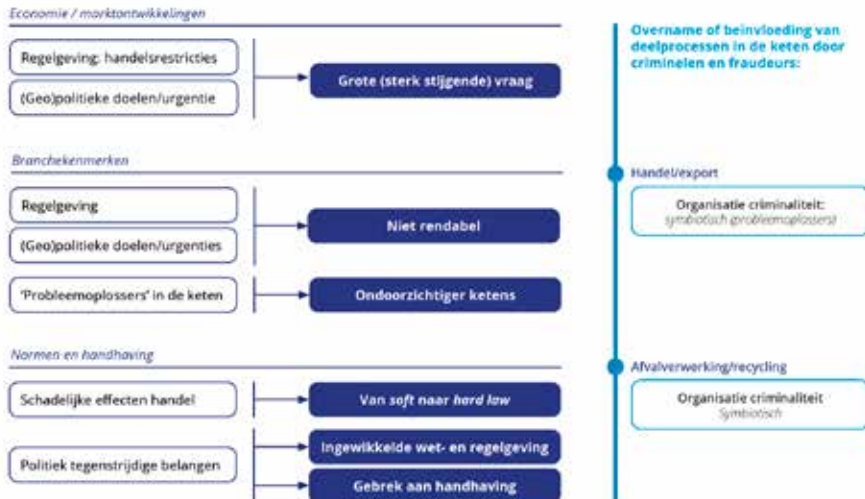 Economie / marktontwikkelingen
Regelgeving: handelsrestricties
(Geo)politieke doelen/urgentie
Grote (sterk stijgende) vraag
Branchekenmerken
Regelgeving
(Geo)politieke doelen/urgenties
Niet rendabel
'Probleemoplossers' in de keten
Ondoorzichtiger ketens
Normen en handhaving
Schadelijke effecten handel
Van soft naar hard law
Politiek tegenstrijdige belangen
Ingewikkelde wet- en regelgeving
Gebrek aan handhaving
Overname of beïnvloeding van
deelprocessen in de keten door
criminelen en fraudeurs:
Handel/export
Organisatie criminaliteit:
symbiotisch (probleemoplossers)
Afvalverwerking/recycling
Organisatie criminaliteit
Symbiotisch